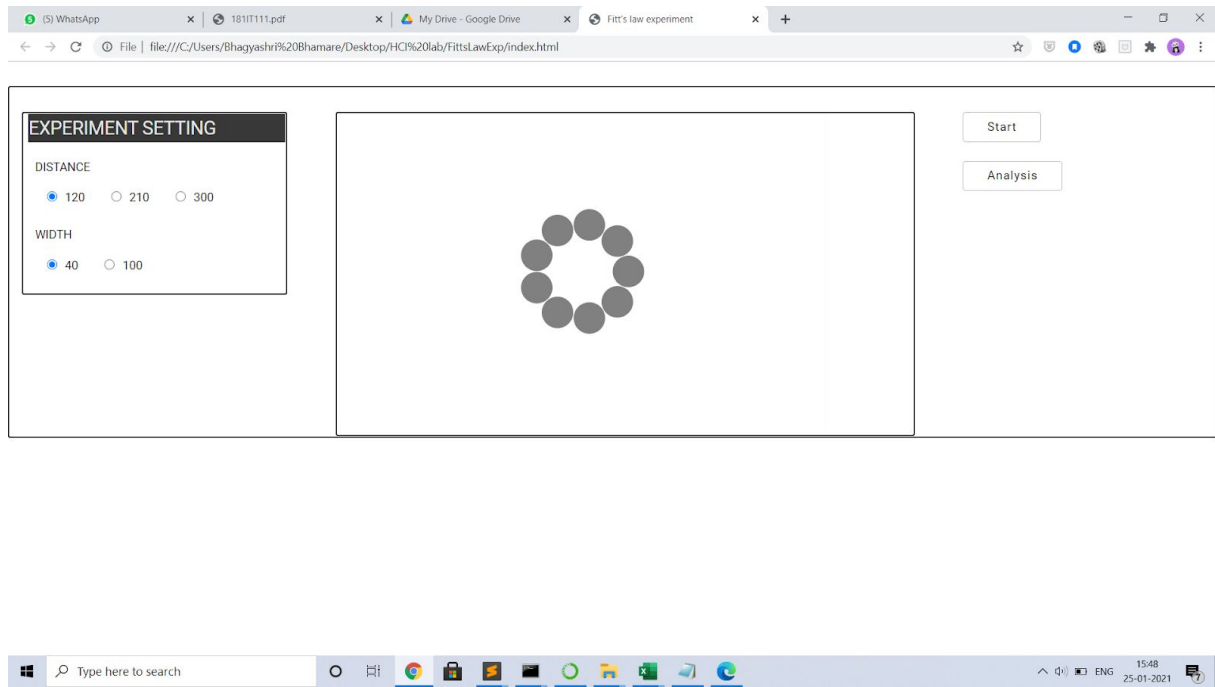 (5) WhatsApp
181IT111.pdf
My Drive - Google Drive
Fitt's law experiment
File | file:///C:/Users/Bhagyashri%20Bhamare/Desktop/HCI%20lab/FittsLawExp/index.html
EXPERIMENT SETTING
DISTANCE
120 210 300
WIDTH
40 100
Start
Analysis
Type here to search
ENG
15:48
25-01-2021